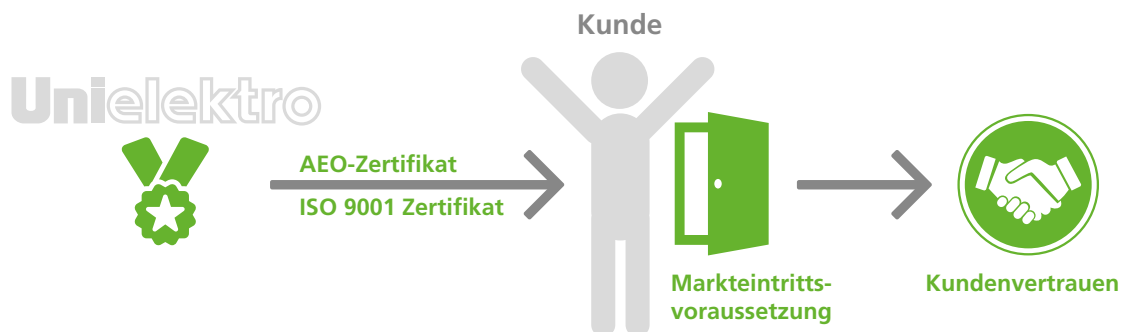 Kunde
Unielektro
AEO-Zertifikat
ISO 9001 Zertifikat
Markteintritts-
voraussetzung
Kundenvertrauen